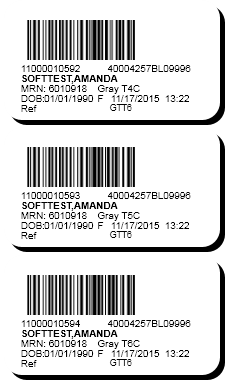 11000010592 40004257BL09996
SOFTTEST,AMANDA
MRN: 6010918 Gray T4C
DOB:01/01/1990 F 11/17/2015 13:22
Ref GTT6
11000010593 40004257BL09996
SOFTTEST,AMANDA
MRN: 6010918 Gray T5C
DOB:01/01/1990 F 11/17/2015 13:22
Ref GTT6
11000010594 40004257BL09996
SOFTTEST,AMANDA
MRN: 6010918 Gray T6C
DOB:01/01/1990 F 11/17/2015 13:22
Ref GTT6